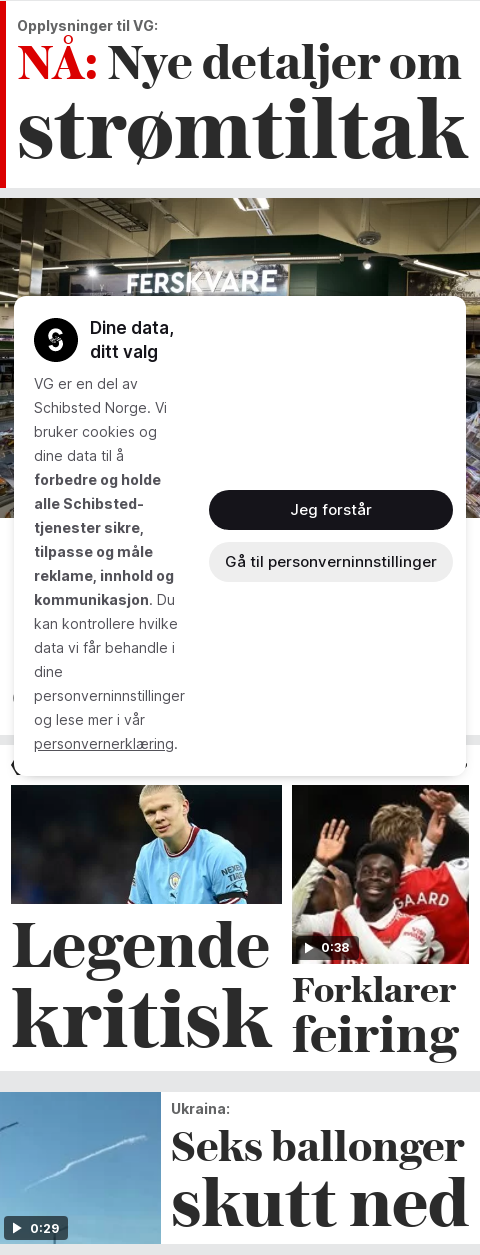 Opplysninger til VG:
NÅ: Nye detaljer om
strømtiltak
FERSKVARE
Dine data,
ditt valg
VG er en del av
Schibsted Norge. Vi
bruker cookies og
dine data til å
forbedre og holde
alle Schibsted-
tjenester sikre,
tilpasse og måle
reklame, innhold og
kommunikasjon. Du
kan kontrollere hvilke
data vi får behandle i
dine
personverninnstillinger
og lese mer i vår
personvernerklæring.
Jeg forstår
Gå til personverninnstillinger
Legende
kritisk
GAARD
0:38
Forklarer
feiring
Ukraina:
Seks ballonger
skutt ned
0:29